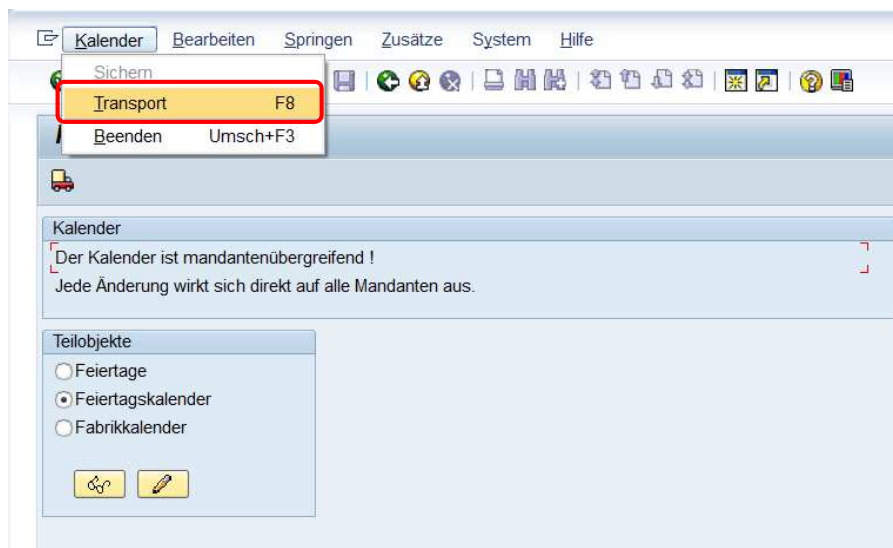 Kalender Bearbeiten Springen Zusätze System Hilfe
Sichern
Transport F8
Beenden Umsch+F3
Kalender
Der Kalender ist mandantenübergreifend !
Jede Änderung wirkt sich direkt auf alle Mandanten aus.
Teilobjekte
Feiertage
Feiertagskalender
Fabrikkalender